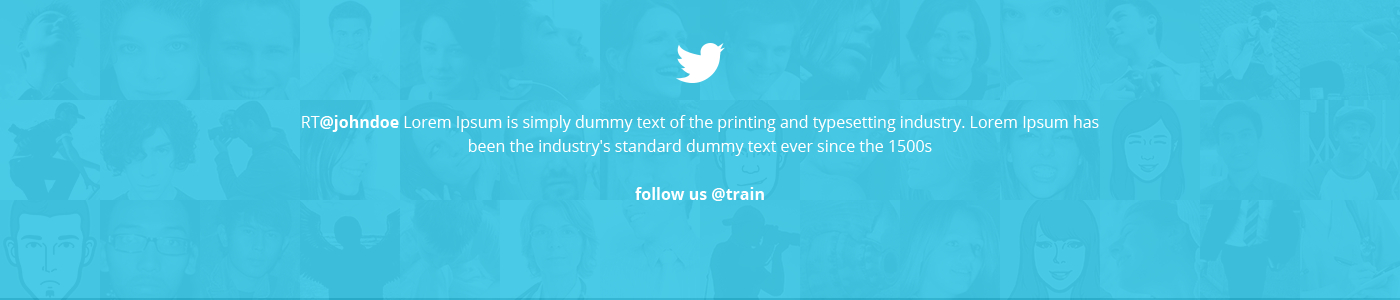 RT@johndoe Lorem Ipsum is simply dummy text of the printing and typesetting industry. Lorem Ipsum has
been the industry's standard dummy text ever since the 1500s
follow us @train